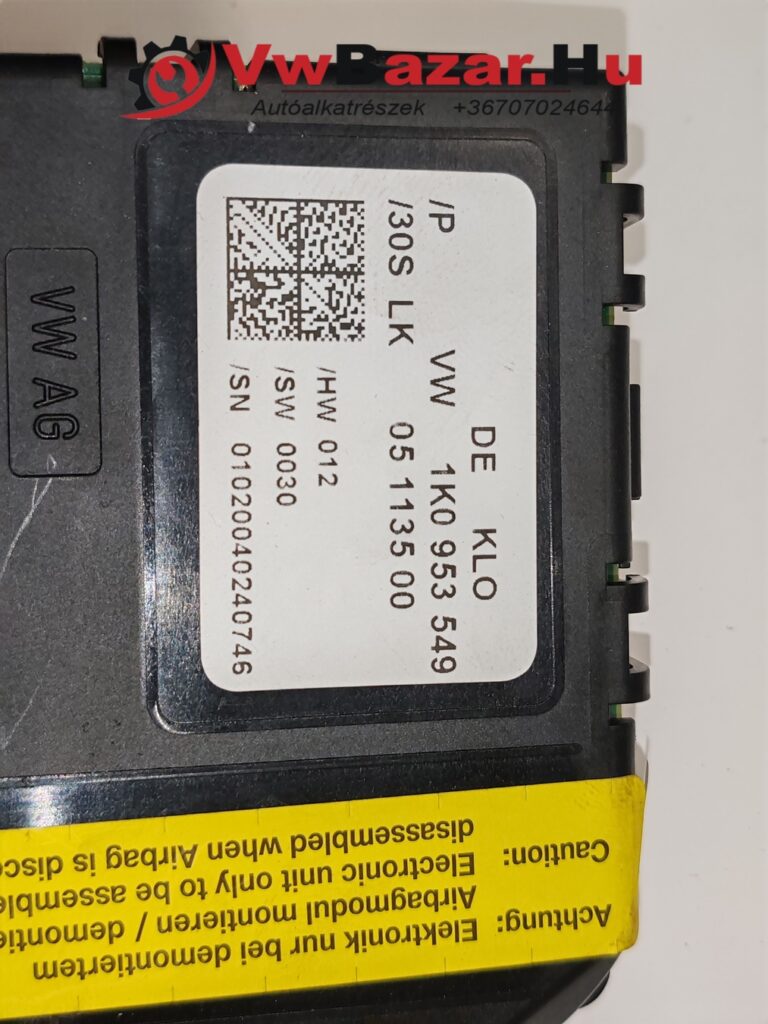 VwBazar.Hu
Autóalkatrészek +36707024644
VW AG
DE KLO
/P VW 1K0 953 549
/30S LK 05 1135 00
/HW 012
/SW 0030
/SN 01020040240746
Achtung: Elektronik nur bei demontiertem
Airbagmodul montieren / demontie
Caution: Electronic unit only to be assemble
disassembled when Airbag is disco